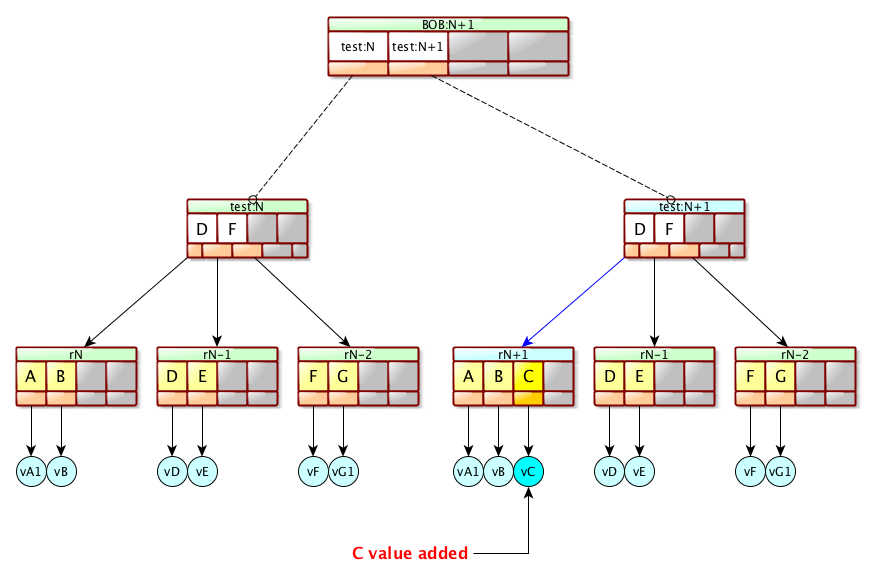 BOB:N+1
test:N test:N+1
test:N test:N+1
D F D F
rN rN-1 rN-2 rN+1 rN-1 rN-2
A B D E F G A B C D E F G
vA1 vB vD vE vF vG1 vA1 vB vC vD vE vF vG1
C value added